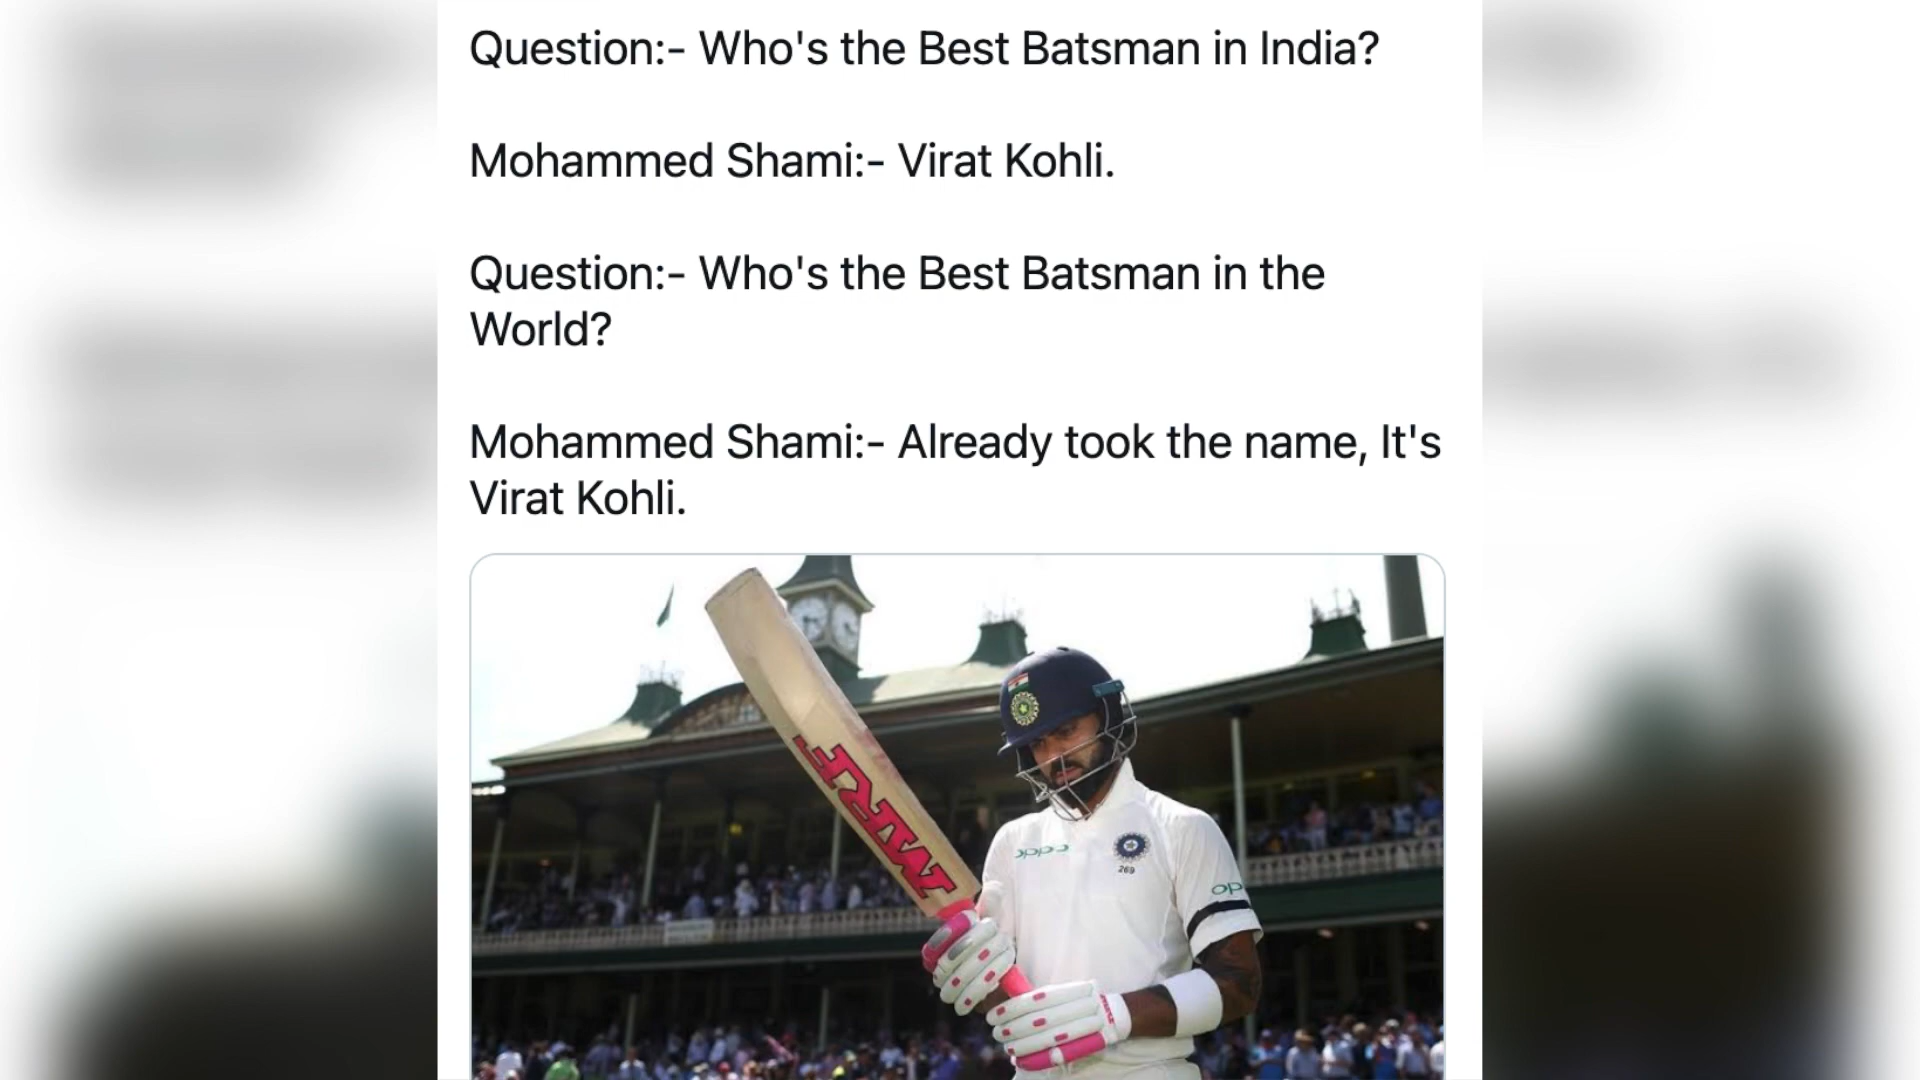 Question:- Who's the Best Batsman in India?
Mohammed Shami:- Virat Kohli.
Question:- Who's the Best Batsman in the
World?
Mohammed Shami:- Already took the name, It's
Virat Kohli.
MRF
oppo
269
op